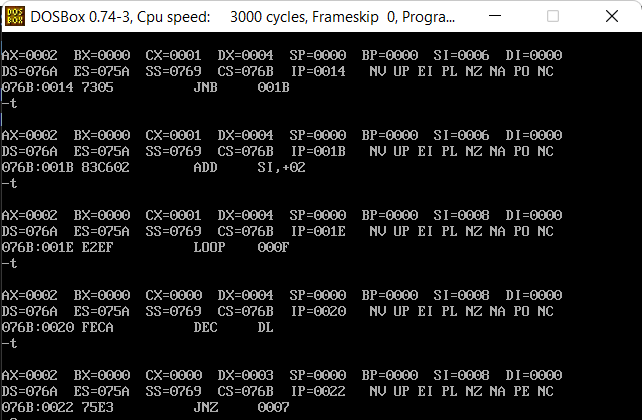 DOSBox 0.74-3, Cpu speed: 3000 cycles, Frameskip 0, Progra...
AX=0002 BX=0000 CX=0001 DX=0004 SP=0000 BP=0000 SI=0006 DI=0000
DS=076A ES=075A SS=0769 CS=076B IP=0014 NV UP EI PL NZ NA PO NC
076B:0014 7305 JNB 001B
-t
AX=0002 BX=0000 CX=0001 DX=0004 SP=0000 BP=0000 SI=0006 DI=0000
DS=076A ES=075A SS=0769 CS=076B IP=001B NV UP EI PL NZ NA PO NC
076B:001B 83C602 ADD SI,+02
-t
AX=0002 BX=0000 CX=0001 DX=0004 SP=0000 BP=0000 SI=0008 DI=0000
DS=076A ES=075A SS=0769 CS=076B IP=001E NV UP EI PL NZ NA PO NC
076B:001E E2EF LOOP 000F
-t
AX=0002 BX=0000 CX=0000 DX=0004 SP=0000 BP=0000 SI=0008 DI=0000
DS=076A ES=075A SS=0769 CS=076B IP=0020 NV UP EI PL NZ NA PO NC
076B:0020 FECA DEC DL
-t
AX=0002 BX=0000 CX=0000 DX=0003 SP=0000 BP=0000 SI=0008 DI=0000
DS=076A ES=075A SS=0769 CS=076B IP=0022 NV UP EI PL NZ NA PE NC
076B:0022 75E3 JNZ 0007